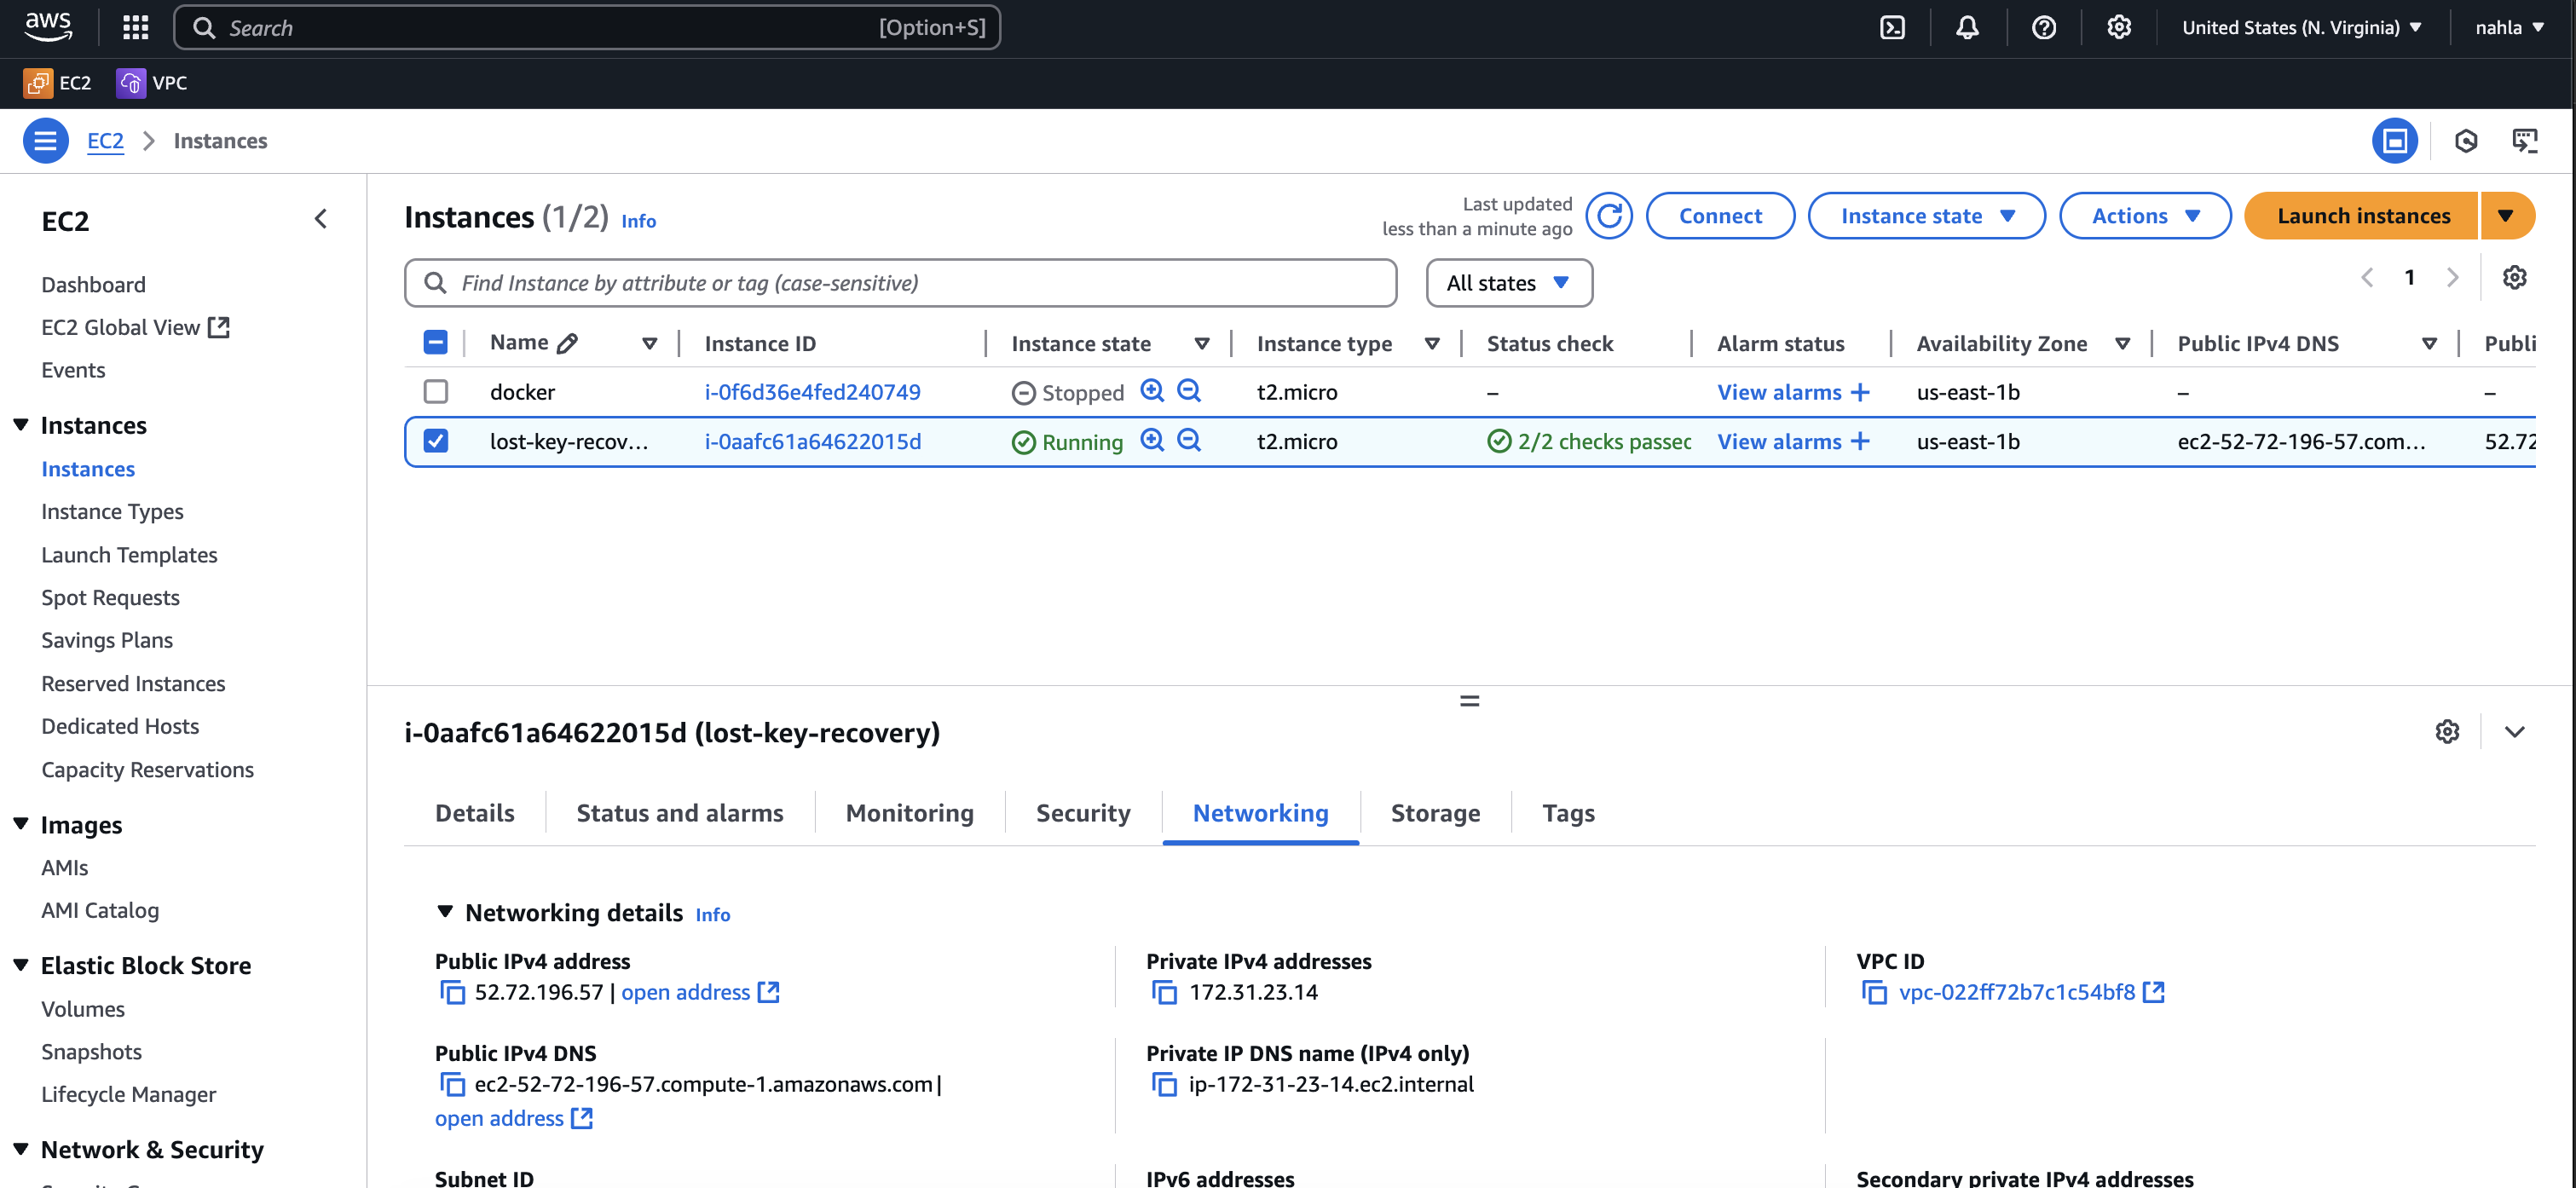 aws
Search [Option+S]
United States (N. Virginia)
nahla
EC2
VPC
EC2 > Instances
EC2
Dashboard
EC2 Global View
Events
Instances
Instances
Instance Types
Launch Templates
Spot Requests
Savings Plans
Reserved Instances
Dedicated Hosts
Capacity Reservations
Images
AMIs
AMI Catalog
Elastic Block Store
Volumes
Snapshots
Lifecycle Manager
Network & Security
Instances (1/2) Info
Last updated
less than a minute ago
Connect
Instance state
Actions
Launch instances
Find Instance by attribute or tag (case-sensitive)
All states
1
Name Instance ID Instance state Instance type Status check Alarm status Availability Zone Public IPv4 DNS Publi
docker i-0f6d36e4fed240749 Stopped t2.micro – View alarms + us-east-1b – –
lost-key-recov... i-0aafc61a64622015d Running t2.micro 2/2 checks passec View alarms + us-east-1b ec2-52-72-196-57.com... 52.72
i-0aafc61a64622015d (lost-key-recovery)
Details Status and alarms Monitoring Security Networking Storage Tags
Networking details Info
Public IPv4 address
52.72.196.57 | open address
Private IPv4 addresses
172.31.23.14
VPC ID
vpc-022ff72b7c1c54bf8
Public IPv4 DNS
ec2-52-72-196-57.compute-1.amazonaws.com |
open address
Private IP DNS name (IPv4 only)
ip-172-31-23-14.ec2.internal
Subnet ID
IPv6 addresses
Secondary private IPv4 addresses